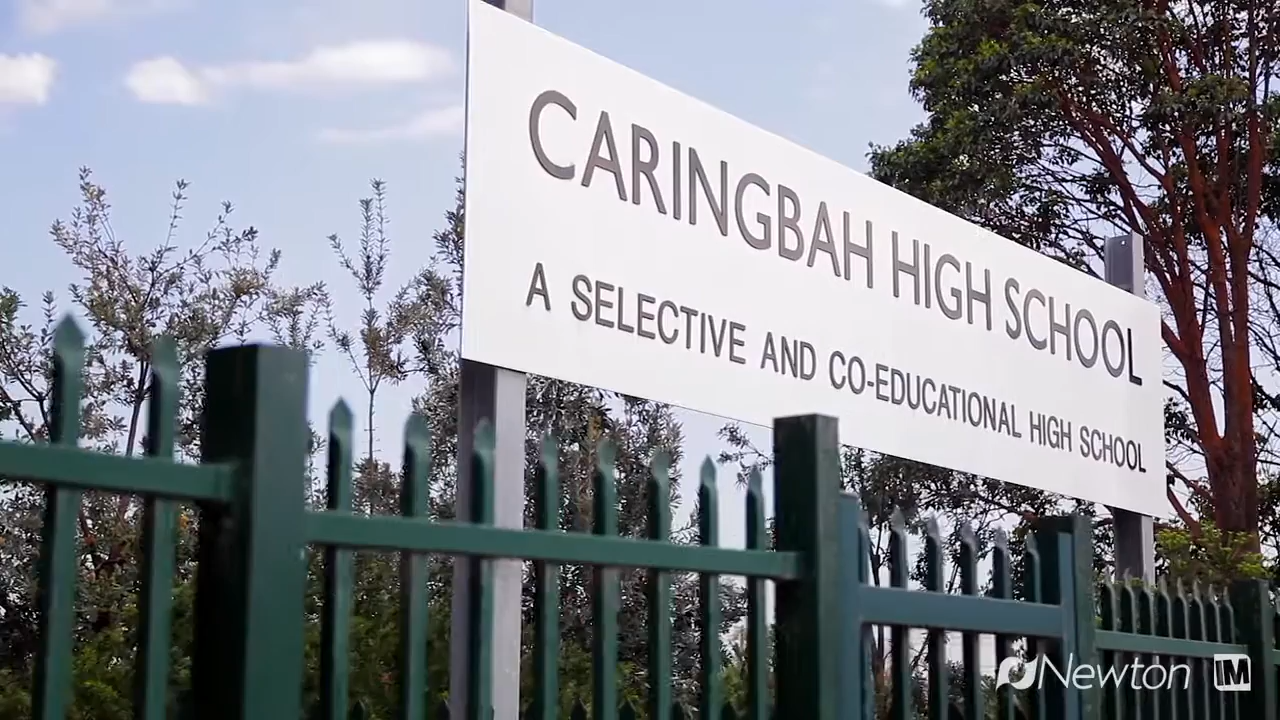 CARINGBAH HIGH SCHOOL
A SELECTIVE AND CO-EDUCATIONAL HIGH SCHOOL
Newton IM